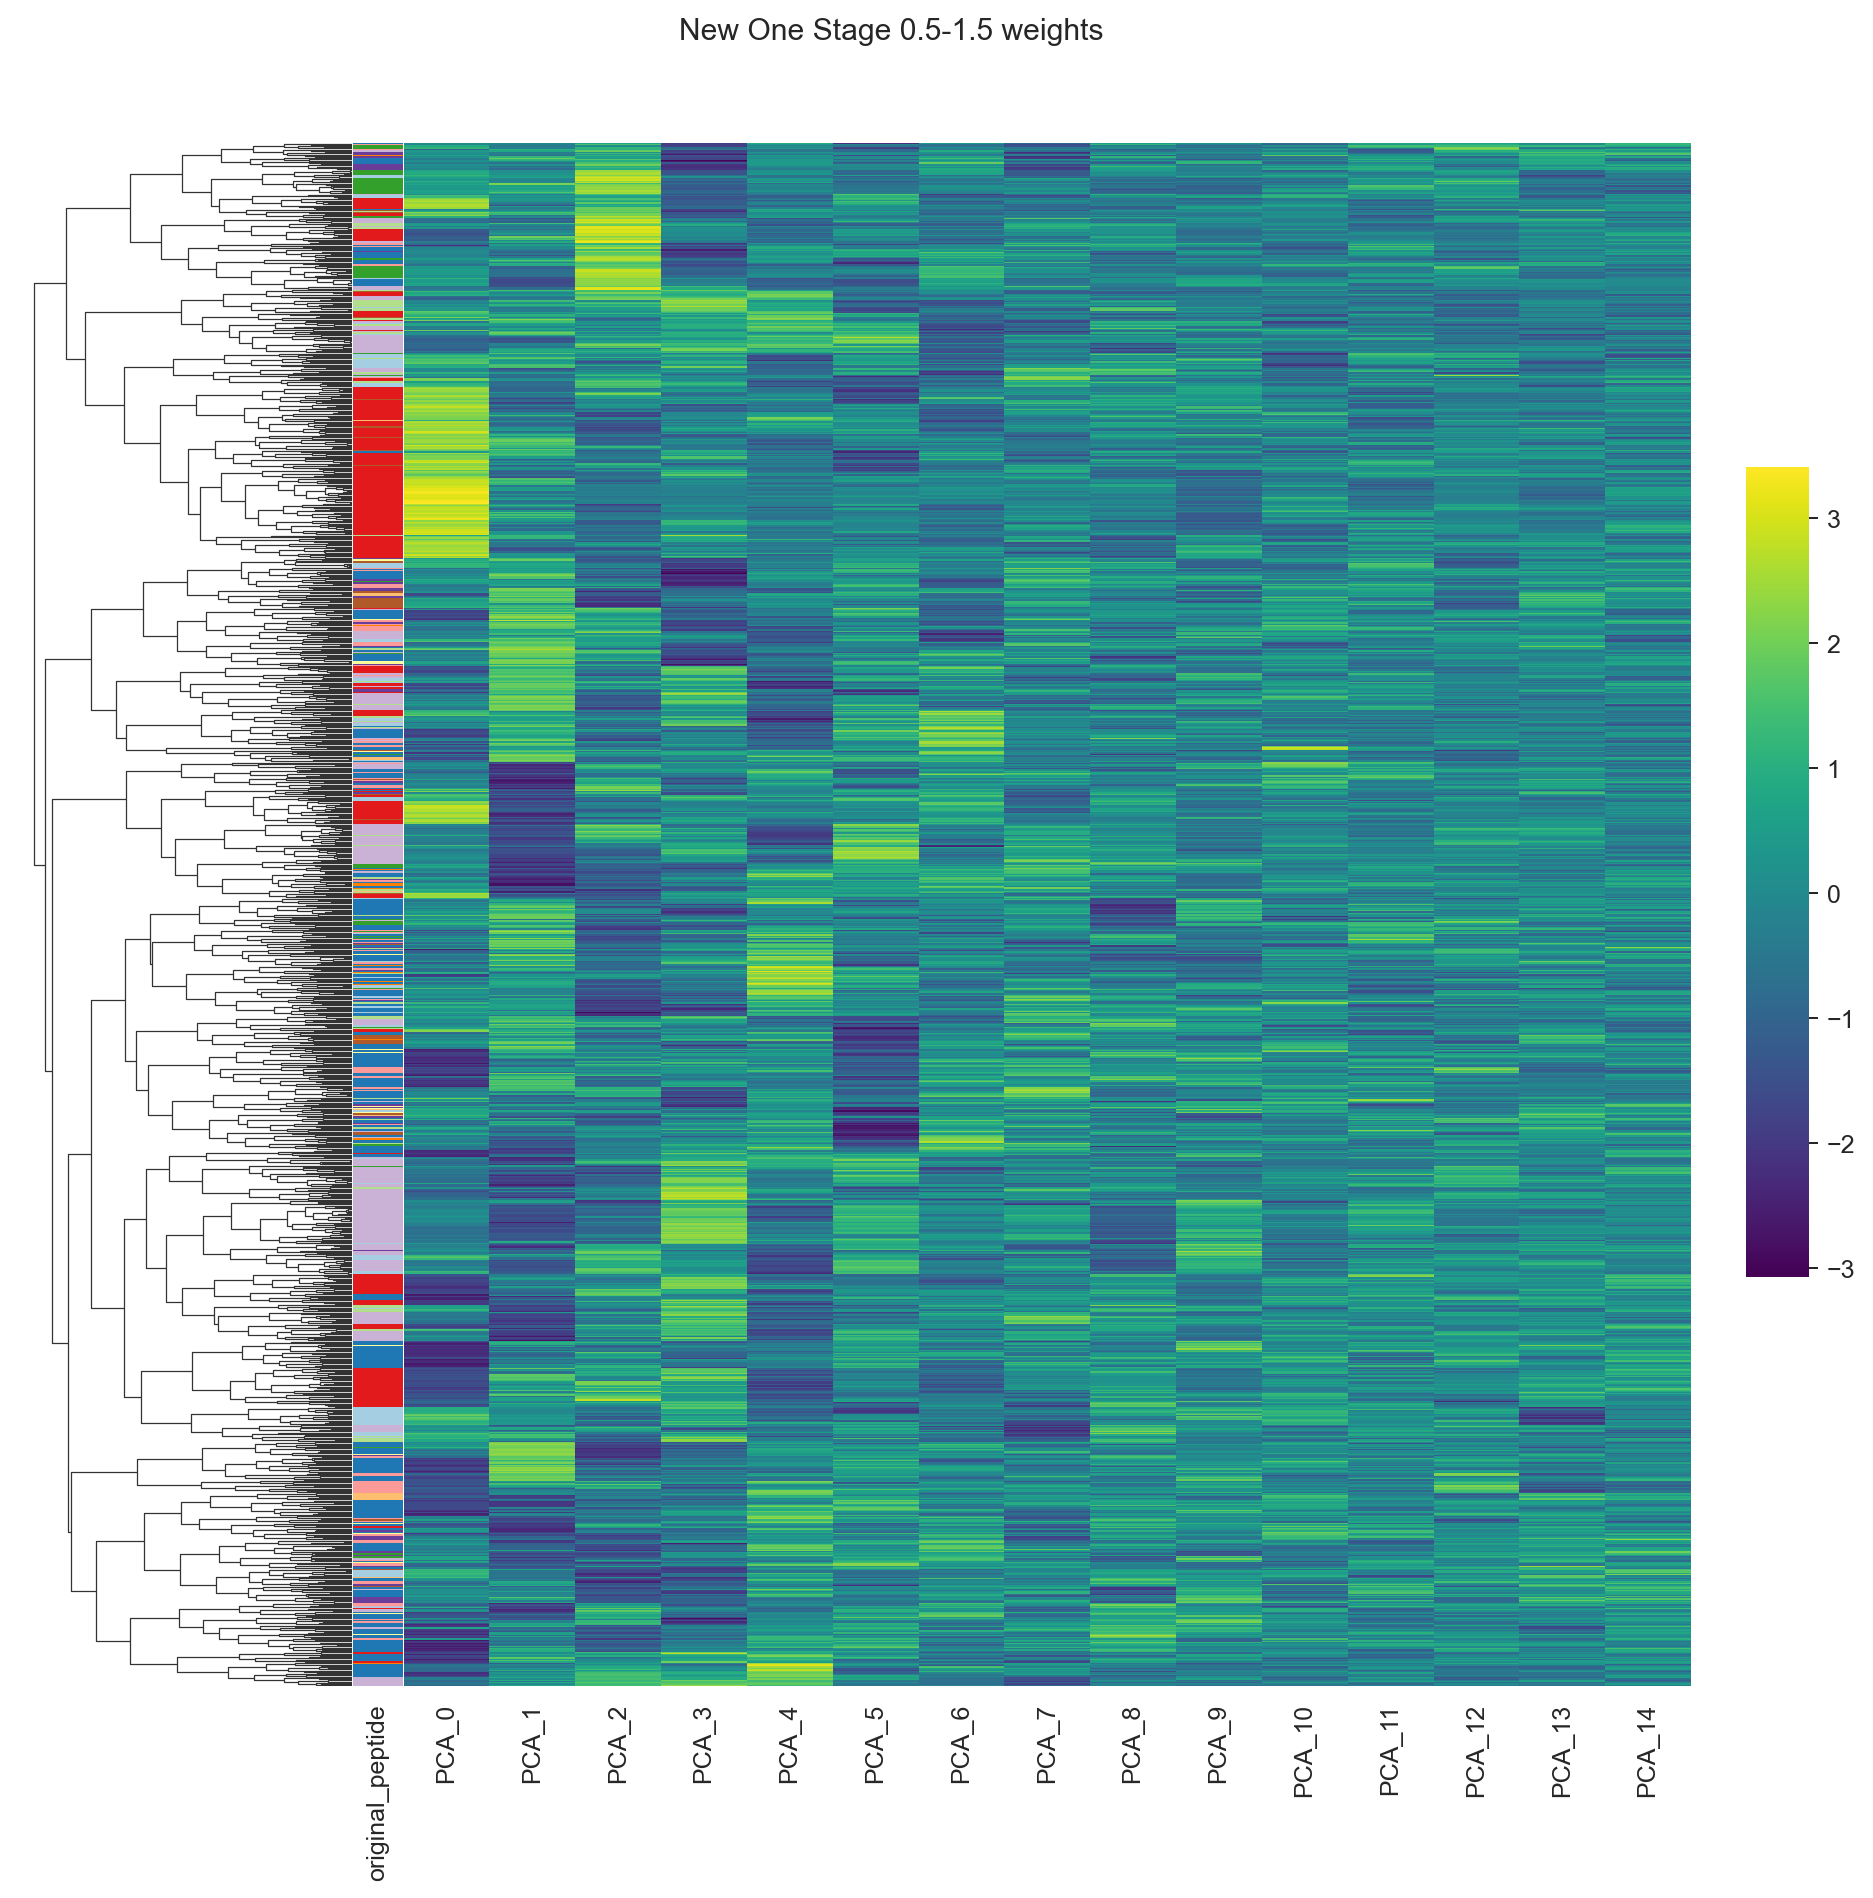 New One Stage 0.5-1.5 weights
3
2
1
0
−1
−2
−3
original_peptide
PCA_0
PCA_1
PCA_2
PCA_3
PCA_4
PCA_5
PCA_6
PCA_7
PCA_8
PCA_9
PCA_10
PCA_11
PCA_12
PCA_13
PCA_14